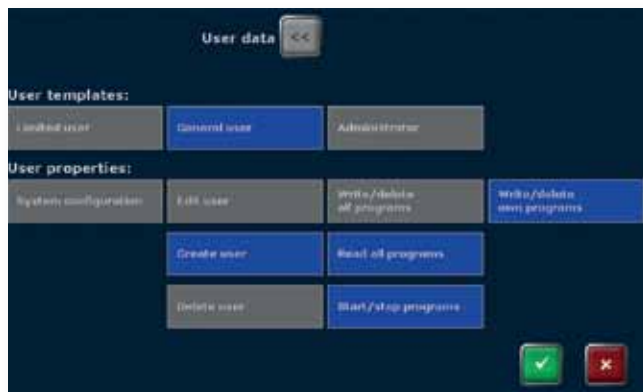 User data <<
User templates:
Limited user General user Administrator
User properties:
System configuration Edit user Write/delete all programs Write/delete own programs
Create user Read all programs
Delete user Start/stop programs